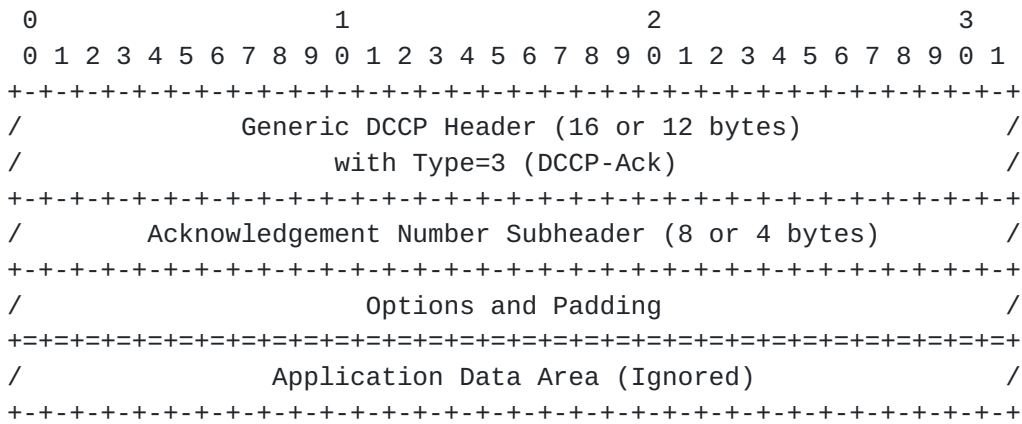 0                   1                   2                   3
 0 1 2 3 4 5 6 7 8 9 0 1 2 3 4 5 6 7 8 9 0 1 2 3 4 5 6 7 8 9 0 1
+-+-+-+-+-+-+-+-+-+-+-+-+-+-+-+-+-+-+-+-+-+-+-+-+-+-+-+-+-+-+-+-+
/              Generic DCCP Header (16 or 12 bytes)             /
/                    with Type=3 (DCCP-Ack)                     /
+-+-+-+-+-+-+-+-+-+-+-+-+-+-+-+-+-+-+-+-+-+-+-+-+-+-+-+-+-+-+-+-+
/        Acknowledgement Number Subheader (8 or 4 bytes)        /
+-+-+-+-+-+-+-+-+-+-+-+-+-+-+-+-+-+-+-+-+-+-+-+-+-+-+-+-+-+-+-+-+
/                      Options and Padding                      /
+=+=+=+=+=+=+=+=+=+=+=+=+=+=+=+=+=+=+=+=+=+=+=+=+=+=+=+=+=+=+=+=+
/                Application Data Area (Ignored)                /
+-+-+-+-+-+-+-+-+-+-+-+-+-+-+-+-+-+-+-+-+-+-+-+-+-+-+-+-+-+-+-+-+